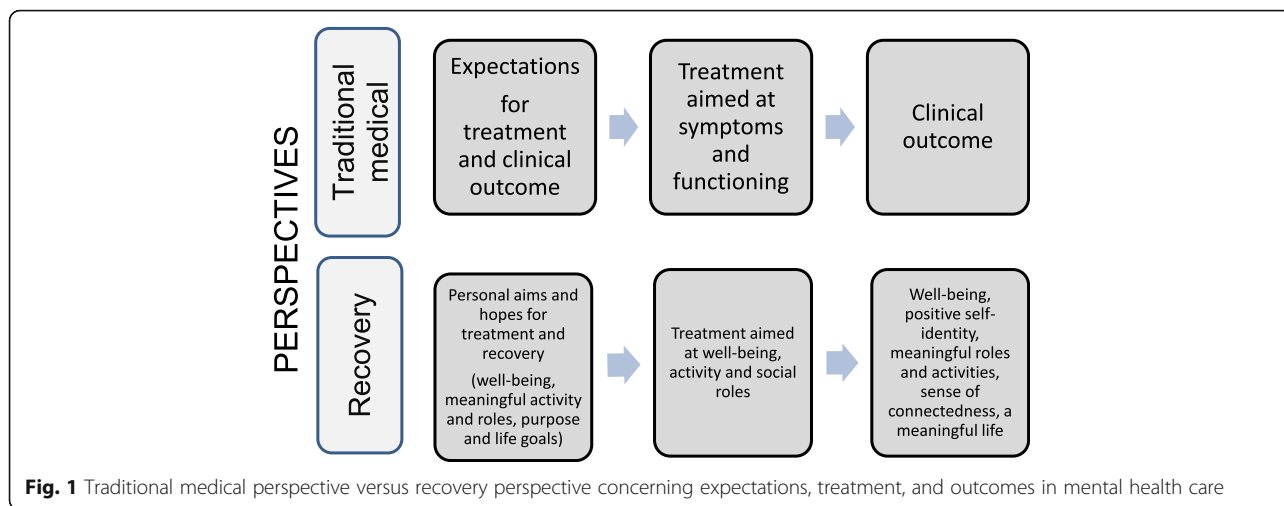 PERSPECTIVES
Traditional
medical
Expectations
for
treatment
and clinical
outcome
Treatment
aimed at
symptoms
and
functioning
Clinical
outcome
Recovery
Personal aims and
hopes for
treatment and
recovery
(well-being,
meaningful activity
and roles, purpose
and life goals)
Treatment aimed
at well-being,
activity and social
roles
Well-being,
positive self-
identity,
meaningful roles
and activities,
sense of
connectedness, a
meaningful life
Fig. 1 Traditional medical perspective versus recovery perspective concerning expectations, treatment, and outcomes in mental health care